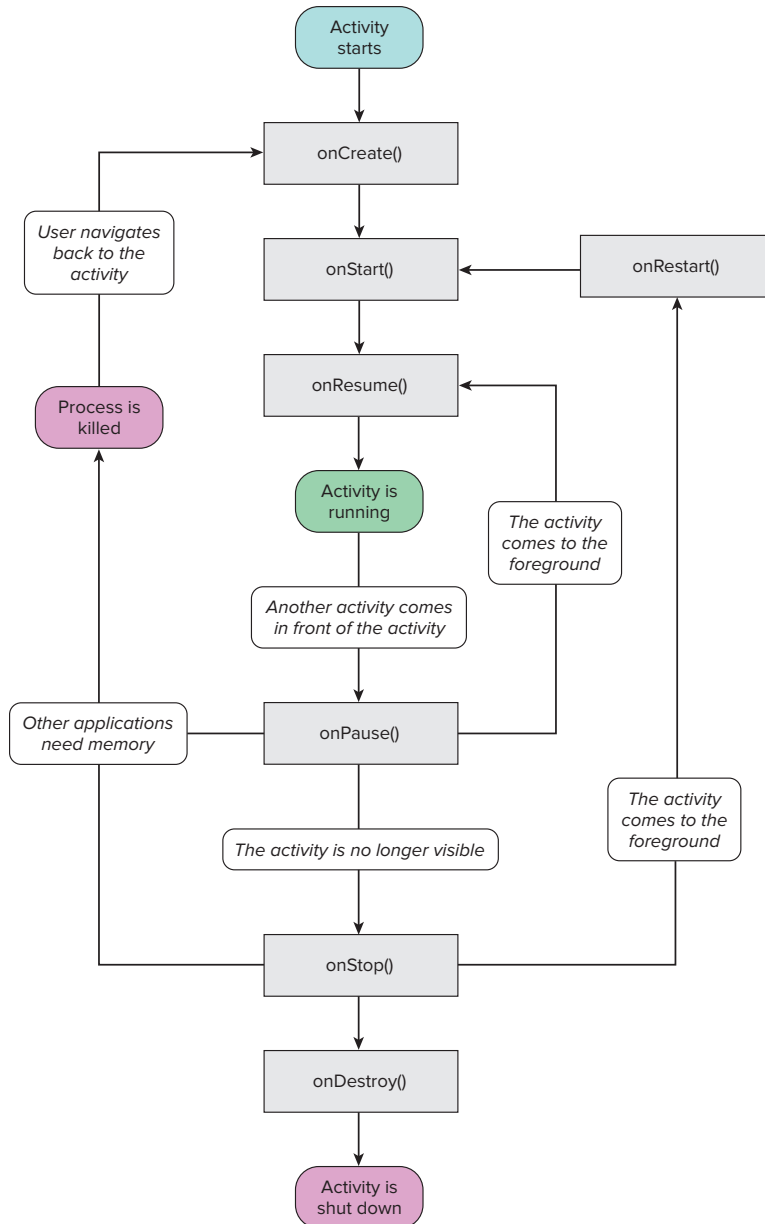 Activity
starts
onCreate()
User navigates
back to the
activity
onStart()
onRestart()
onResume()
Process is
killed
Activity is
running
The activity
comes to the
foreground
Another activity comes
in front of the activity
Other applications
need memory
onPause()
The activity
comes to the
foreground
The activity is no longer visible
onStop()
onDestroy()
Activity is
shut down